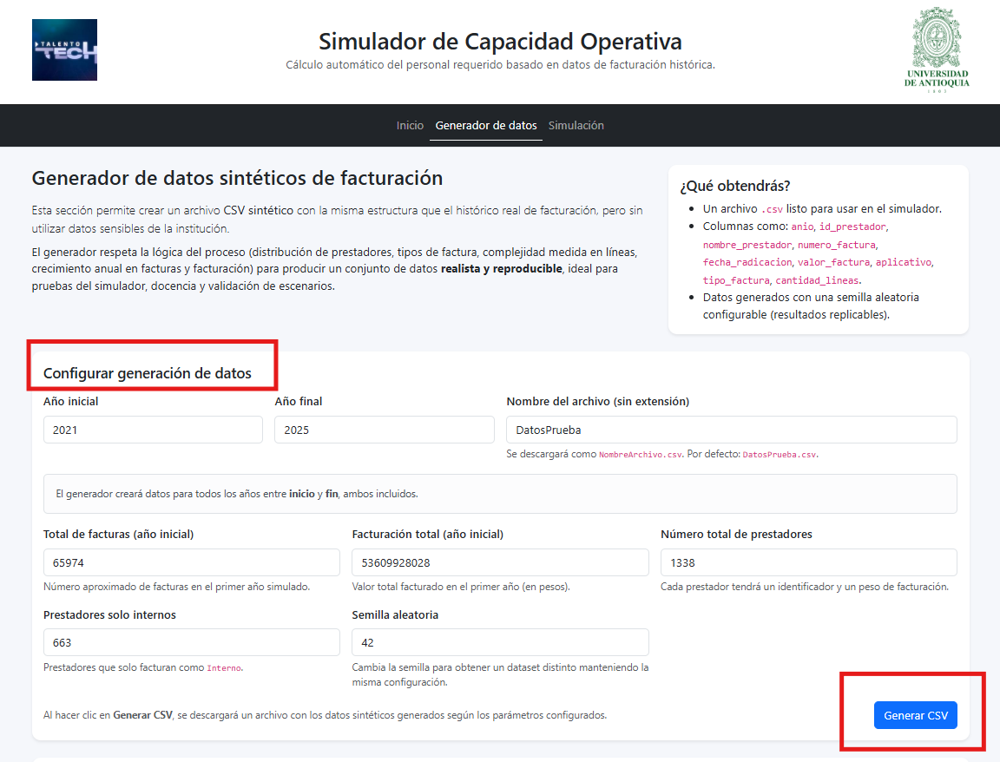 TALENTO
TECH
Simulador de Capacidad Operativa
Cálculo automático del personal requerido basado en datos de facturación histórica.
UNIVERSIDAD
DE ANTIOQUIA
1803
Inicio Generador de datos Simulación
Generador de datos sintéticos de facturación
Esta sección permite crear un archivo CSV sintético con la misma estructura que el histórico real de facturación, pero sin
utilizar datos sensibles de la institución.
El generador respeta la lógica del proceso (distribución de prestadores, tipos de factura, complejidad medida en líneas,
crecimiento anual en facturas y facturación) para producir un conjunto de datos realista y reproducible, ideal para
pruebas del simulador, docencia y validación de escenarios.
¿Qué obtendrás?
• Un archivo .csv listo para usar en el simulador.
• Columnas como: anio, id_prestador,
nombre_prestador, numero_factura,
fecha_radicacion, valor_factura, aplicativo,
tipo_factura, cantidad_lineas.
• Datos generados con una semilla aleatoria
configurable (resultados replicables).
Configurar generación de datos
Año inicial Año final Nombre del archivo (sin extensión)
2021 2025 DatosPrueba
Se descargará como NombreArchivo.csv. Por defecto: DatosPrueba.csv.
El generador creará datos para todos los años entre inicio y fin, ambos incluidos.
Total de facturas (año inicial) Facturación total (año inicial) Número total de prestadores
65974 53609928028 1338
Número aproximado de facturas en el primer año simulado. Valor total facturado en el primer año (en pesos). Cada prestador tendrá un identificador y un peso de facturación.
Prestadores solo internos Semilla aleatoria
663 42
Prestadores que solo facturan como Interno. Cambia la semilla para obtener un dataset distinto manteniendo la
misma configuración.
Al hacer clic en Generar CSV, se descargará un archivo con los datos sintéticos generados según los parámetros configurados. Generar CSV